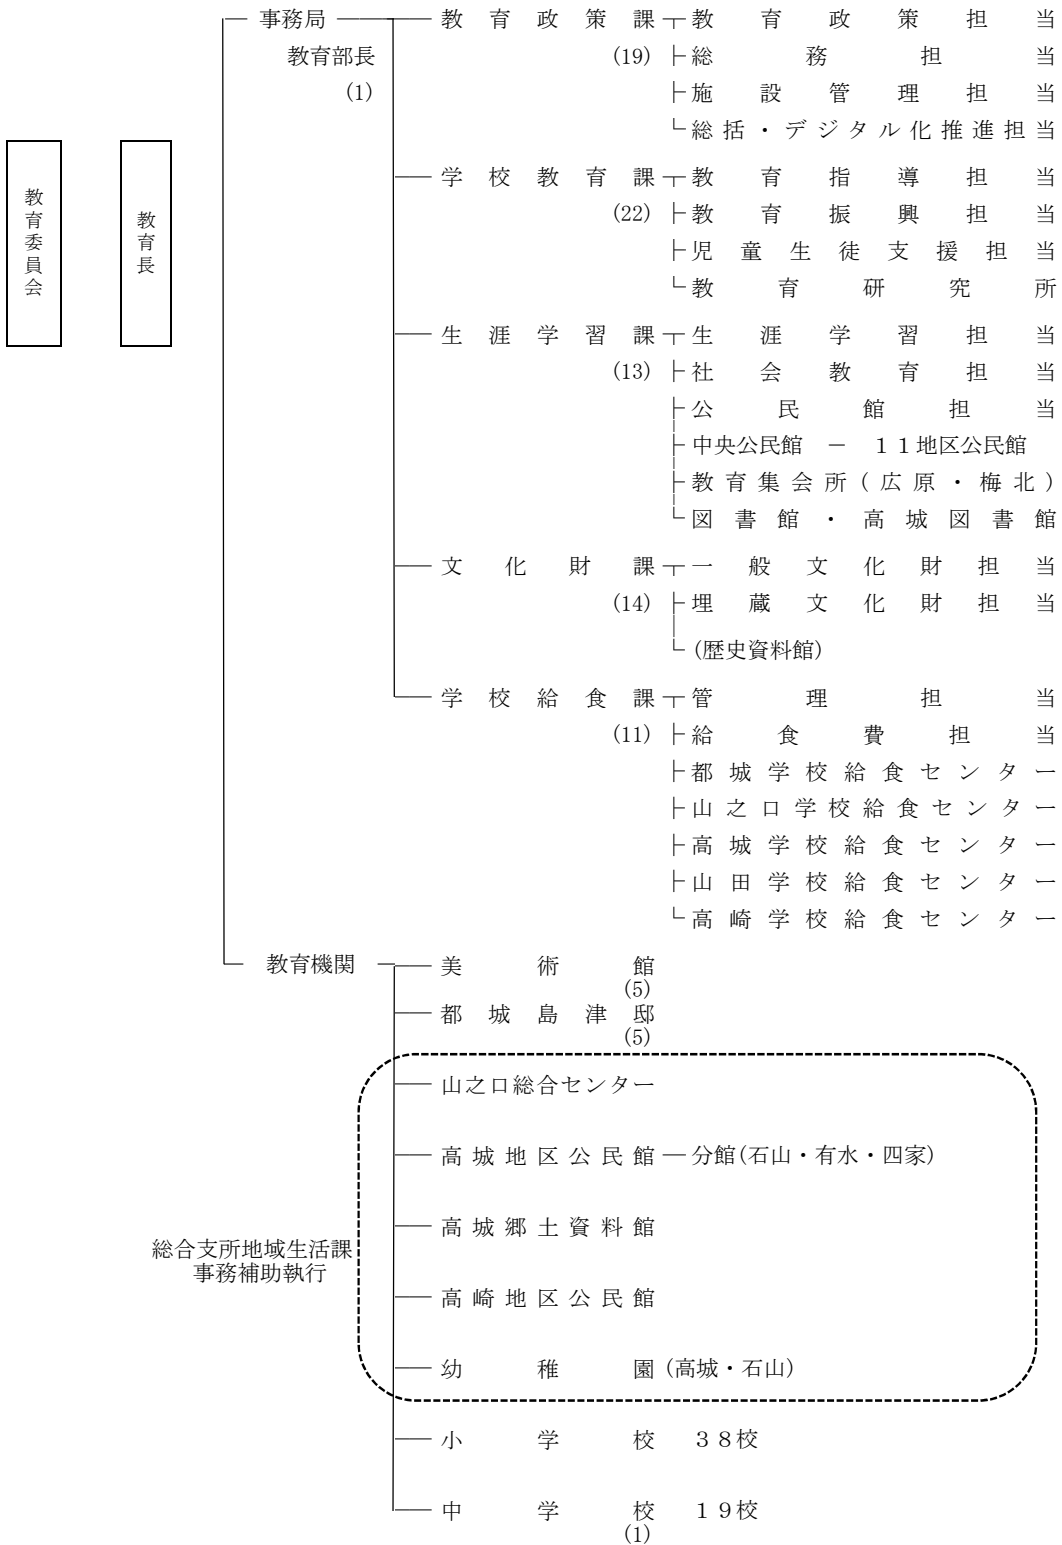 事務局 教育政策課 教育政策担当
教育部長 (19) 総務担当
(1) 施設管理担当
総括・デジタル化推進担当
教育委員会
教育長
学校教育課 教育指導担当
(22) 教育振興担当
児童生徒支援担当
教育研究所
生涯学習課 生涯学習担当
(13) 社会教育担当
公民館担当
中央公民館 － １１地区公民館
教育集会所(広原・梅北)
図書館・高城図書館
文化財課 一般文化財担当
(14) 埋蔵文化財担当
(歴史資料館)
学校給食課 管理担当
(11) 給食費担当
都城学校給食センター
山之口学校給食センター
高城学校給食センター
山田学校給食センター
高崎学校給食センター
教育機関 美術館
(5)
都城島津邸
(5)
山之口総合センター
高城地区公民館 分館(石山・有水・四家)
高城郷土資料館
総合支所地域生活課
事務補助執行
高崎地区公民館
幼稚園 (高城・石山)
小学校 ３８校
中学校 １９校
(1)